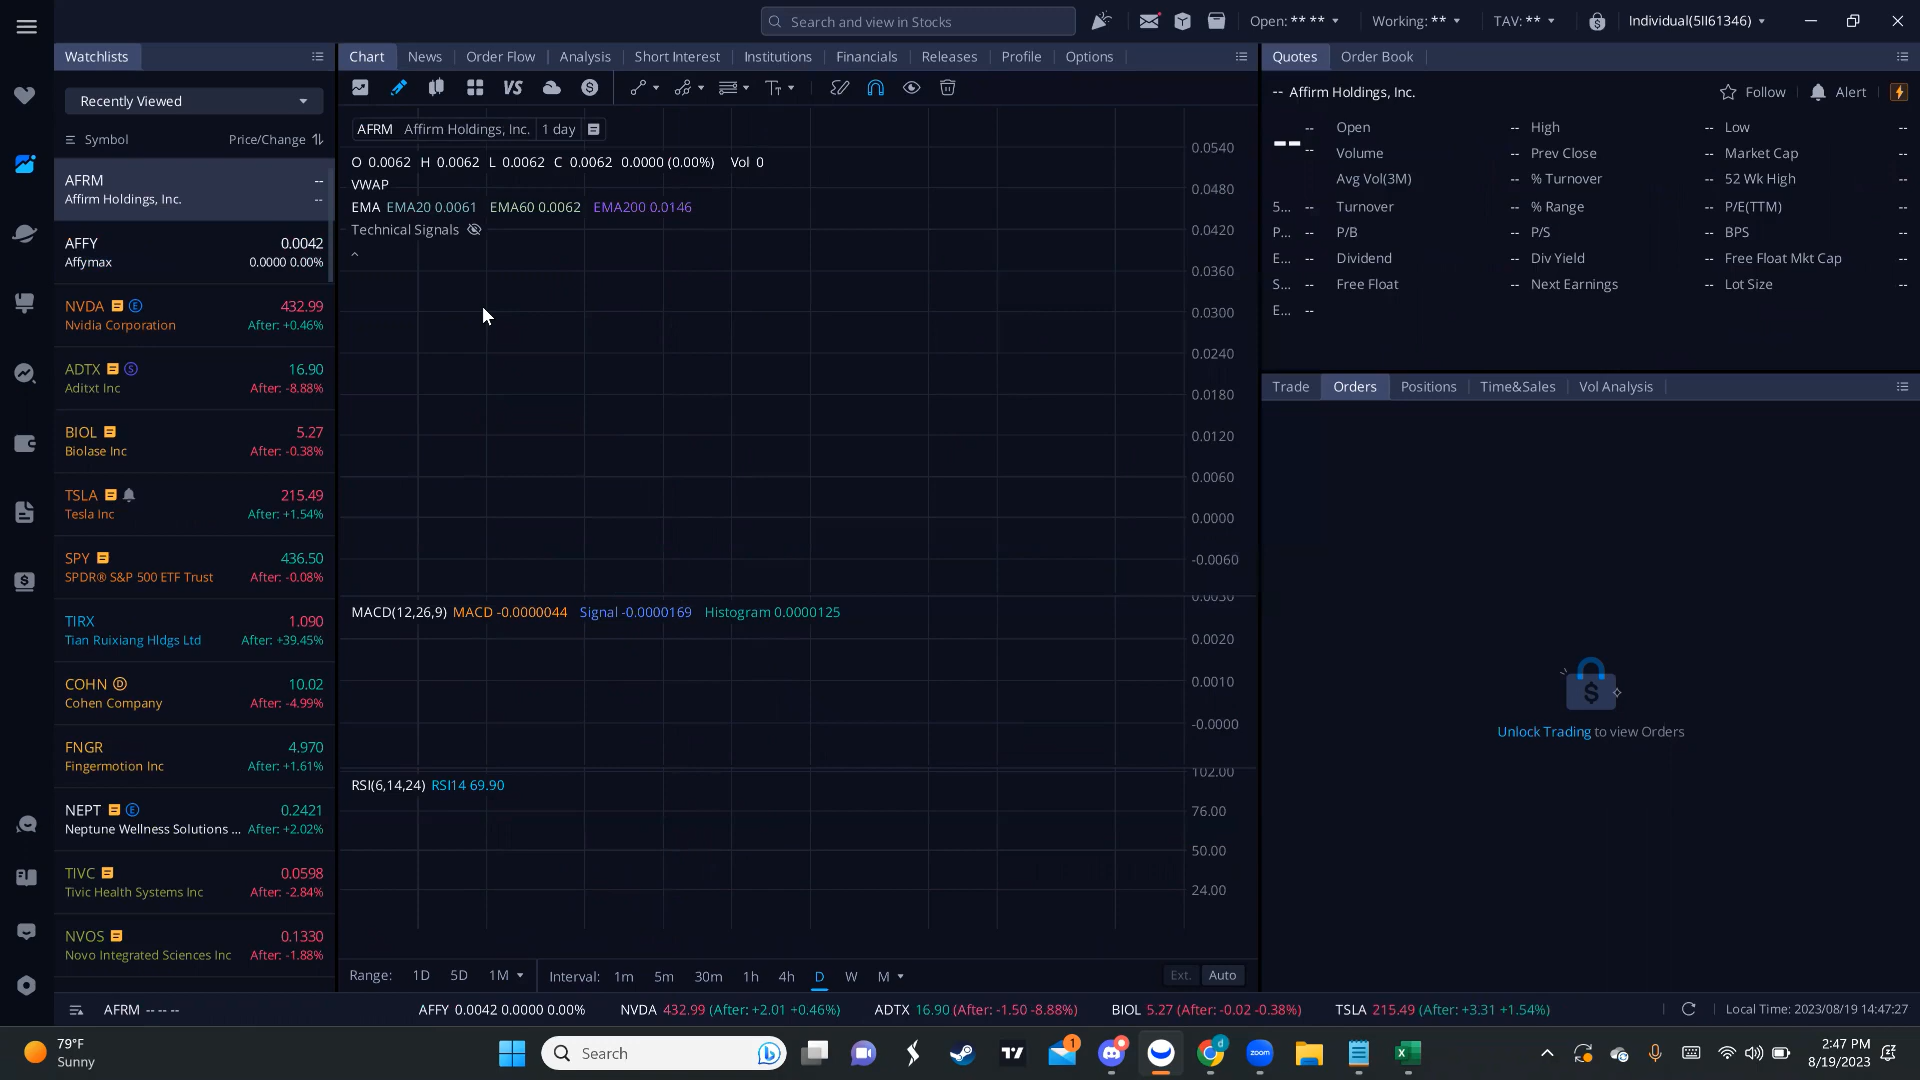 Search and view in Stocks
Open: ** **
Working: **
TAV: **
Individual(5II61346)
Watchlists
Chart
News
Order Flow
Analysis
Short Interest
Institutions
Financials
Releases
Profile
Options
Quotes
Order Book
Recently Viewed
Symbol
Price/Change
AFRM --
Affirm Holdings, Inc. --
AFFY 0.0042
Affymax 0.0000 0.00%
NVDA E 432.99
Nvidia Corporation After: +0.46%
ADTX S 16.90
Aditxt Inc After: -8.88%
BIOL 5.27
Biolase Inc After: -0.38%
TSLA 215.49
Tesla Inc After: +1.54%
SPY 436.50
SPDR® S&P 500 ETF Trust After: -0.08%
TIRX 1.090
Tian Ruixiang Hldgs Ltd After: +39.45%
COHN D 10.02
Cohen Company After: -4.99%
FNGR 4.970
Fingermotion Inc After: +1.61%
NEPT E 0.2421
Neptune Wellness Solutions ... After: +2.02%
TIVC 0.0598
Tivic Health Systems Inc After: -2.84%
NVOS 0.1330
Novo Integrated Sciences Inc After: -1.88%
VS
Tт
AFRM Affirm Holdings, Inc. 1 day
O 0.0062 H 0.0062 L 0.0062 C 0.0062 0.0000 (0.00%) Vol 0
VWAP
EMA EMA20 0.0061 EMA60 0.0062 EMA200 0.0146
Technical Signals
0.0540
0.0480
0.0420
0.0360
0.0300
0.0240
0.0180
0.0120
0.0060
0.0000
-0.0060
MACD(12,26,9) MACD -0.0000044 Signal -0.0000169 Histogram 0.0000125
0.0030
0.0020
0.0010
-0.0000
RSI(6,14,24) RSI14 69.90
102.00
76.00
50.00
24.00
Range: 1D 5D 1M Interval: 1m 5m 30m 1h 4h D W M
Ext. Auto
-- Affirm Holdings, Inc.
Follow
Alert
-- -- Open -- High -- Low --
-- Volume -- Prev Close -- Market Cap --
Avg Vol(3M) -- % Turnover -- 52 Wk High --
5... -- Turnover -- % Range -- P/E(TTM) --
P... -- P/B -- P/S -- BPS --
E... -- Dividend -- Div Yield -- Free Float Mkt Cap --
S... -- Free Float -- Next Earnings -- Lot Size --
E... --
Trade
Orders
Positions
Time&Sales
Vol Analysis
Unlock Trading to view Orders
AFRM -- -- --
AFFY 0.0042 0.0000 0.00%
NVDA 432.99 (After: +2.01 +0.46%)
ADTX 16.90 (After: -1.50 -8.88%)
BIOL 5.27 (After: -0.02 -0.38%)
TSLA 215.49 (After: +3.31 +1.54%)
Local Time: 2023/08/19 14:47:27
79°F
Sunny
Search
1
zoom
2:47 PM
8/19/2023